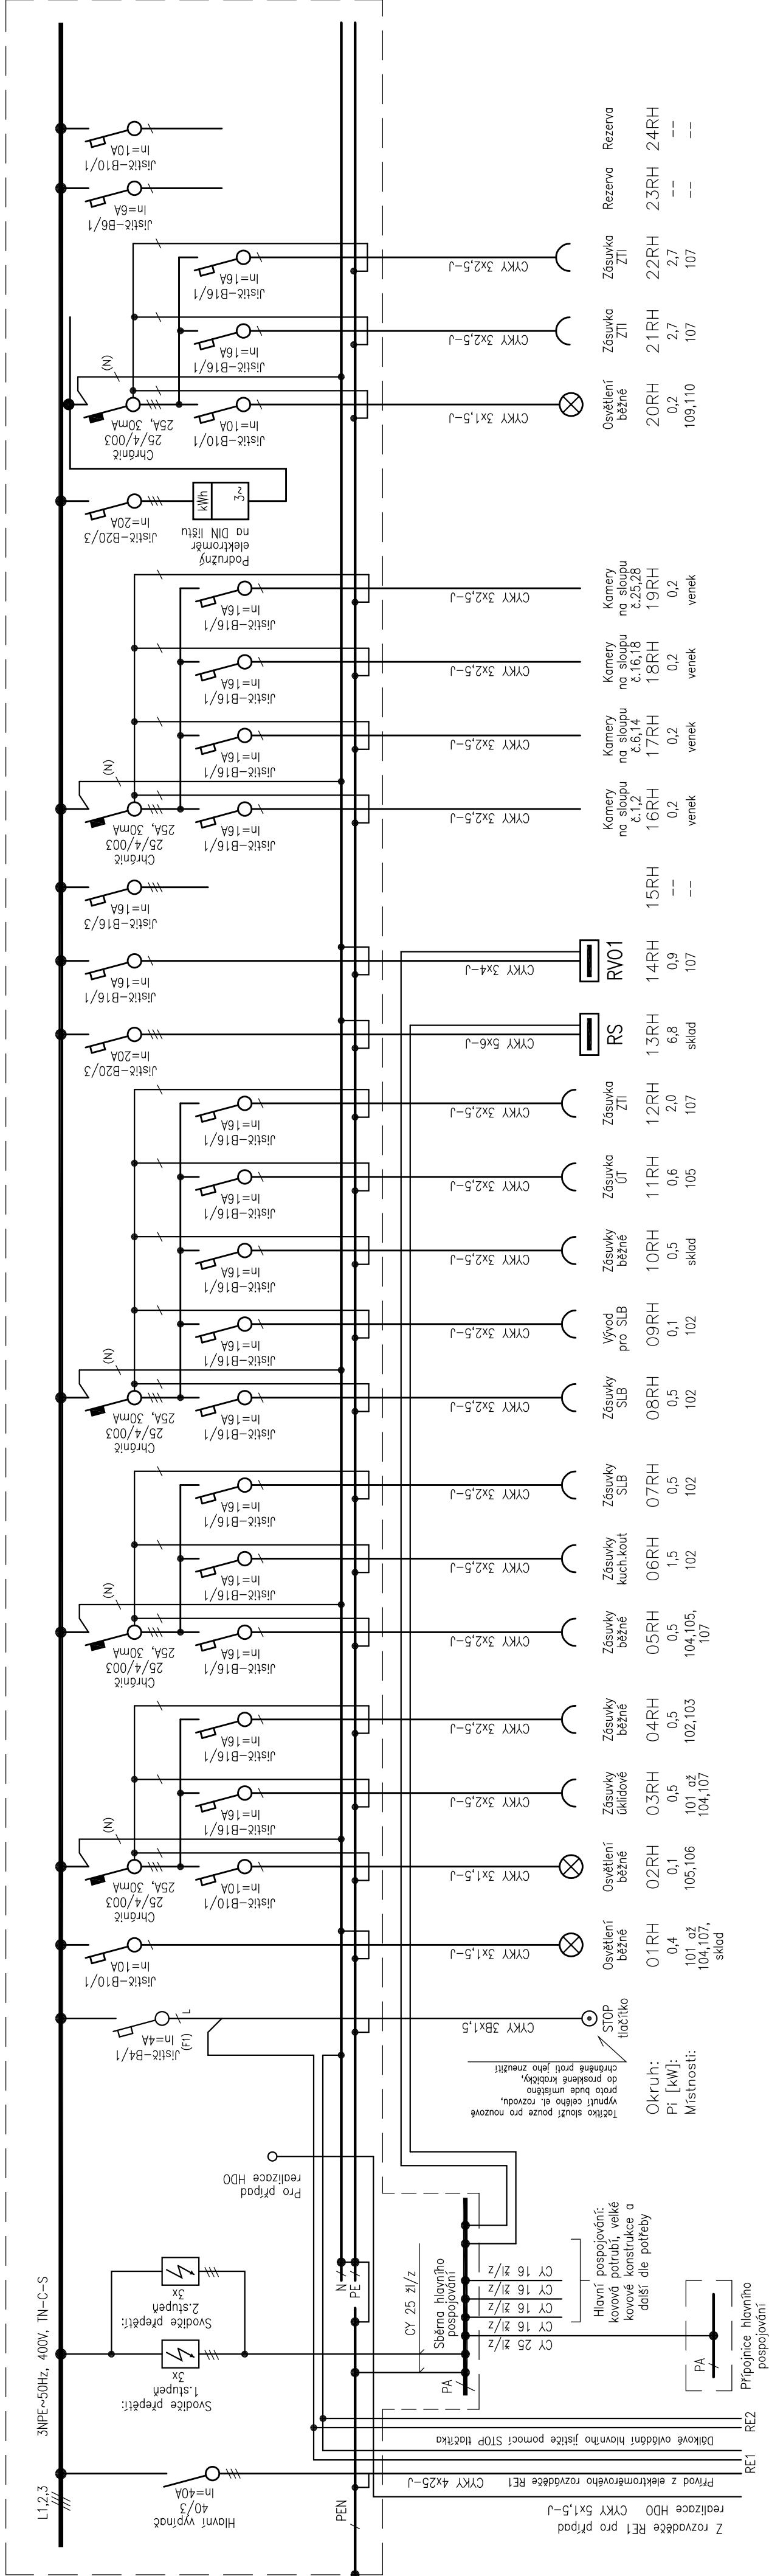 L1,2,3
3NPE~50Hz, 400V, TN-C-S
Hlavní vypínač
40/3
In=40A
Svodiče přepětí:
1.stupeň
3x
Svodiče přepětí:
2.stupeň
3x
PEN
N
PE
Z rozvaděče RE1 pro případ
realizace HDO CYKY 5x1,5-J
Přívod z elektroměrového rozváděče RE1 CYKY 4x25-J
Dálkové ovládání hlavního jističe pomocí STOP tlačítka
RE1
RE2
PA
Sběrna hlavního
pospojování
CY 25 zl/z
CY 25 zl/z
CY 16 zl/z
CY 16 zl/z
CY 16 zl/z
CY 16 zl/z
Hlavní pospojování:
kovová potrubí, velké
kovové konstrukce a
další dle potřeby
PA
Přípojnice hlavního
pospojování
Pro případ
realizace HDO
Jistič-B4/1
In=4A
(F1)
L
CYKY 3Bx1,5
STOP
tlačítko
Tlačítko slouží pouze pro nouzové
vypnutí celého el. rozvodu,
proto bude umístěno
do prosklené krabičky,
chráněné proti jeho zneužití
Okruh:
Pi [kW]:
Místnosti:
Jistič-B10/1
In=10A
CYKY 3x1,5-J
Osvětlení
běžné
01RH
0,4
101 až
104,107,
sklad
Chránič
25/4/003
25A, 30mA
(N)
Jistič-B10/1
In=10A
CYKY 3x1,5-J
Osvětlení
běžné
02RH
0,1
105,106
Jistič-B16/1
In=16A
CYKY 3x2,5-J
Zásuvky
úklidové
03RH
0,5
101 až
104,107
Jistič-B16/1
In=16A
CYKY 3x2,5-J
Zásuvky
běžné
04RH
0,5
102,103
Chránič
25/4/003
25A, 30mA
(N)
Jistič-B16/1
In=16A
CYKY 3x2,5-J
Zásuvky
běžné
05RH
0,5
104,105,
107
Jistič-B16/1
In=16A
CYKY 3x2,5-J
Zásuvky
kuch.kout
06RH
1,5
102
Jistič-B16/1
In=16A
CYKY 3x2,5-J
Zásuvky
SLB
07RH
0,5
102
Chránič
25/4/003
25A, 30mA
(N)
Jistič-B16/1
In=16A
CYKY 3x2,5-J
Zásuvky
SLB
08RH
0,5
102
Jistič-B16/1
In=16A
CYKY 3x2,5-J
Vývod
pro SLB
09RH
0,1
102
Jistič-B16/1
In=16A
CYKY 3x2,5-J
Zásuvky
běžné
10RH
0,5
sklad
Jistič-B16/1
In=16A
CYKY 3x2,5-J
Zásuvka
ÚT
11RH
0,6
105
Jistič-B16/1
In=16A
CYKY 3x2,5-J
Zásuvka
ZTI
12RH
2,0
107
Jistič-B20/3
In=20A
CYKY 5x6-J
RS
13RH
6,8
sklad
Jistič-B16/1
In=16A
CYKY 3x4-J
RVO1
14RH
0,9
107
Jistič-B16/3
In=16A
15RH
--
--
Chránič
25/4/003
25A, 30mA
(N)
Jistič-B16/1
In=16A
CYKY 3x2,5-J
Kamery
na sloupu
č.1,2
16RH
0,2
venek
Jistič-B16/1
In=16A
CYKY 3x2,5-J
Kamery
na sloupu
č.6,14
17RH
0,2
venek
Jistič-B16/1
In=16A
CYKY 3x2,5-J
Kamery
na sloupu
č.16,18
18RH
0,2
venek
Jistič-B16/1
In=16A
CYKY 3x2,5-J
Kamery
na sloupu
č.25,28
19RH
0,2
venek
Jistič-B20/3
In=20A
Podružný
elektroměr
na DIN lištu
kWh
3~
Chránič
25/4/003
25A, 30mA
(N)
Jistič-B10/1
In=10A
CYKY 3x1,5-J
Osvětlení
běžné
20RH
0,2
109,110
Jistič-B16/1
In=16A
CYKY 3x2,5-J
Zásuvka
ZTI
21RH
2,7
107
Jistič-B16/1
In=16A
CYKY 3x2,5-J
Zásuvka
ZTI
22RH
2,7
107
Jistič-B6/1
In=6A
Rezerva
23RH
--
--
Jistič-B10/1
In=10A
Rezerva
24RH
--
--